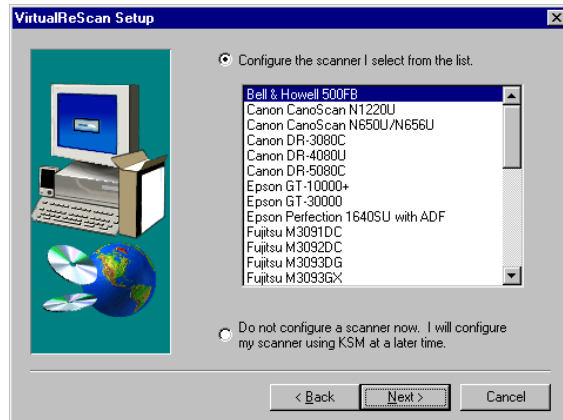 VirtualReScan Setup
Configure the scanner I select from the list.
Bell & Howell 500FB
Canon CanoScan N1220U
Canon CanoScan N650U/N656U
Canon DR-3080C
Canon DR-4080U
Canon DR-5080C
Epson GT-10000+
Epson GT-30000
Epson Perfection 1640SU with ADF
Fujitsu M3091DC
Fujitsu M3092DC
Fujitsu M3093DG
Fujitsu M3093GX
Do not configure a scanner now. I will configure
my scanner using KSM at a later time.
< Back Next > Cancel